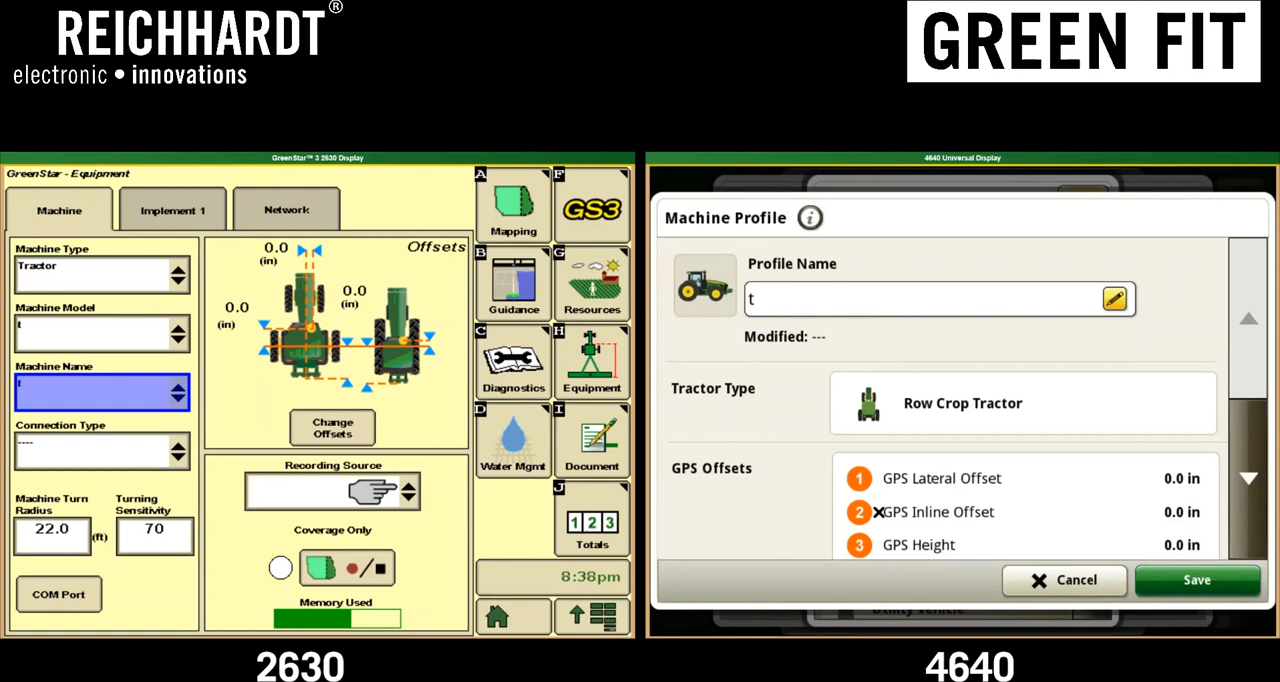 REICHHARDT®
electronic • innovations
GREEN FIT
GreenStar™ 3 2630 Display
GreenStar - Equipment
Machine
Implement 1
Network
Machine Type
Tractor
Machine Model
t
Machine Name
t
Connection Type
----
Machine Turn
Radius
22.0
(ft)
Turning
Sensitivity
70
COM Port
Offsets
0.0
(in)
0.0
(in)
0.0
(in)
Change
Offsets
Recording Source
Coverage Only
Memory Used
A
Mapping
F
GS3
B
Guidance
G
Resources
C
Diagnostics
H
Equipment
D
Water Mgmt
I
Document
J
1 2 3
Totals
8:38pm
2630
4640 Universal Display
Machine Profile
i
Profile Name
t
Modified: ---
Tractor Type
Row Crop Tractor
GPS Offsets
1 GPS Lateral Offset 0.0 in
2 GPS Inline Offset 0.0 in
3 GPS Height 0.0 in
Cancel
Save
Utility Vehicle
4640